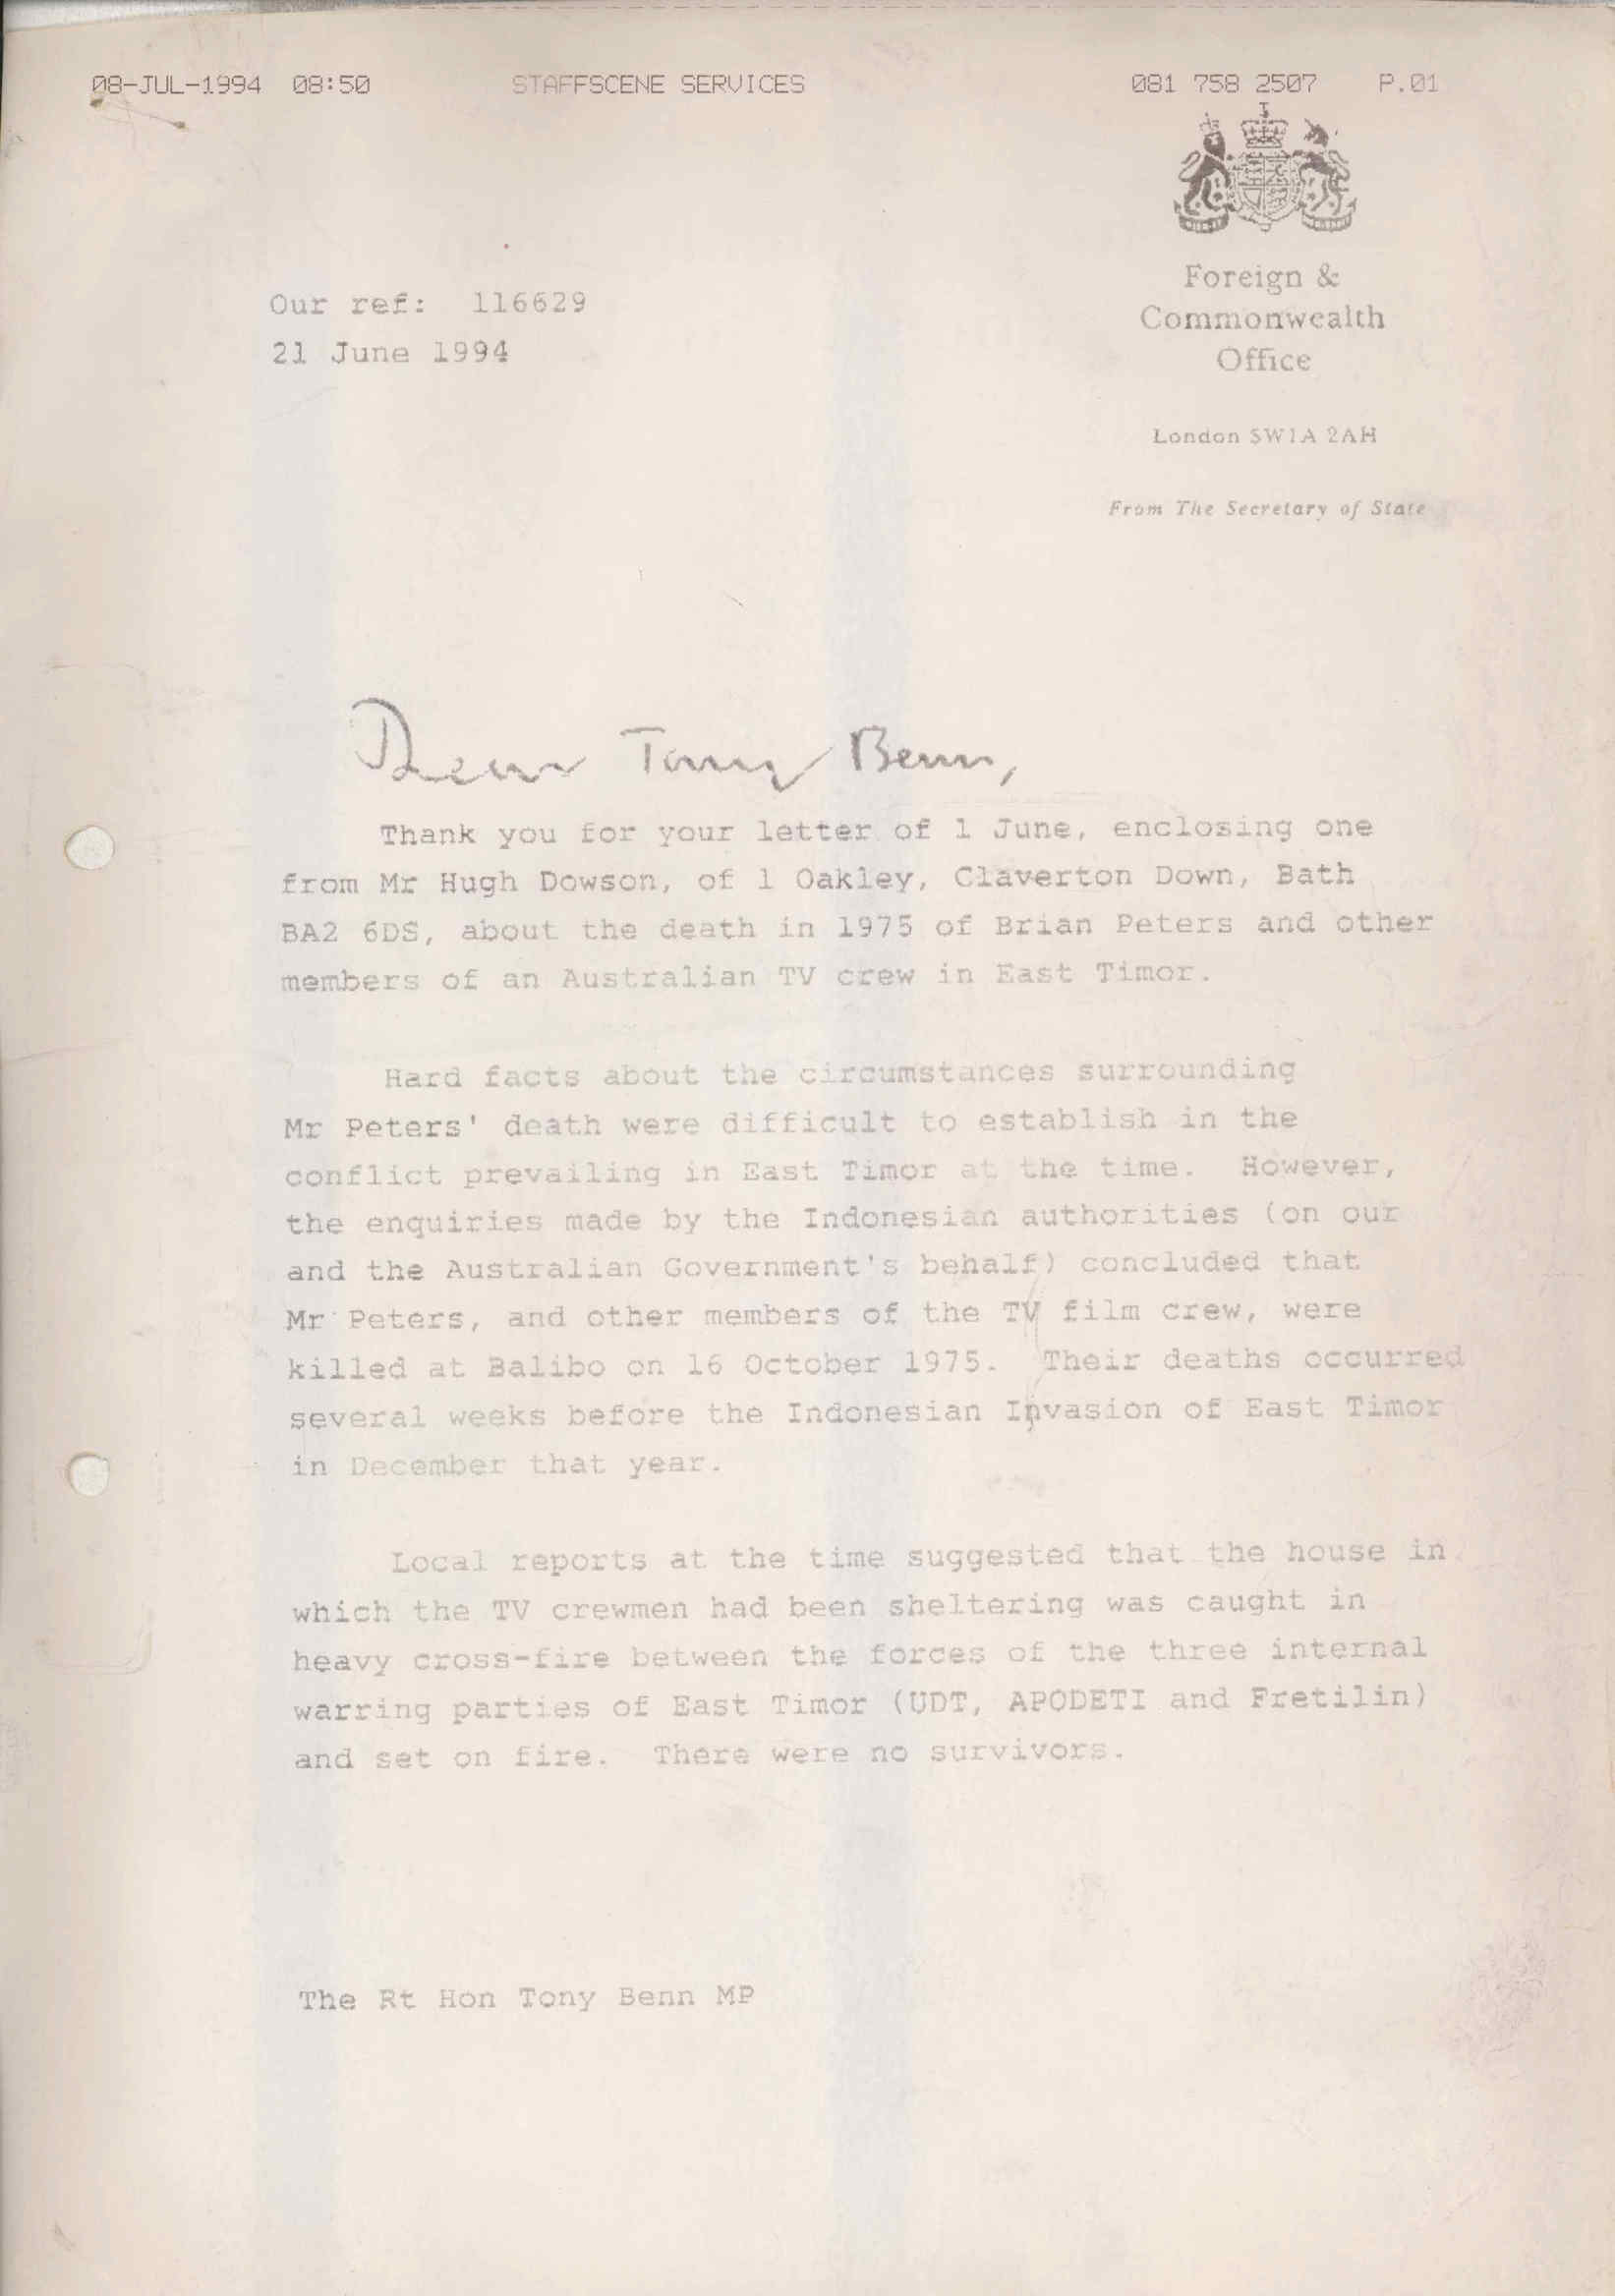 08-JUL-1994 08:50 STAFFSCENE SERVICES 081 758 2507 P.01
Foreign &
Commonwealth
Office
London SW1A 2AH
From The Secretary of State
Our ref: 116629
21 June 1994
Dear Tony Benn,
Thank you for your letter of 1 June, enclosing one
from Mr Hugh Dowson, of 1 Oakley, Claverton Down, Bath
BA2 6DS, about the death in 1975 of Brian Peters and other
members of an Australian TV crew in East Timor.
Hard facts about the circumstances surrounding
Mr Peters' death were difficult to establish in the
conflict prevailing in East Timor at the time. However,
the enquiries made by the Indonesian authorities (on our
and the Australian Government's behalf) concluded that
Mr Peters, and other members of the TV film crew, were
killed at Balibo on 16 October 1975. Their deaths occurred
several weeks before the Indonesian Invasion of East Timor
in December that year.
Local reports at the time suggested that the house in
which the TV crewmen had been sheltering was caught in
heavy cross-fire between the forces of the three internal
warring parties of East Timor (UDT, APODETI and Fretilin)
and set on fire. There were no survivors.
The Rt Hon Tony Benn MP